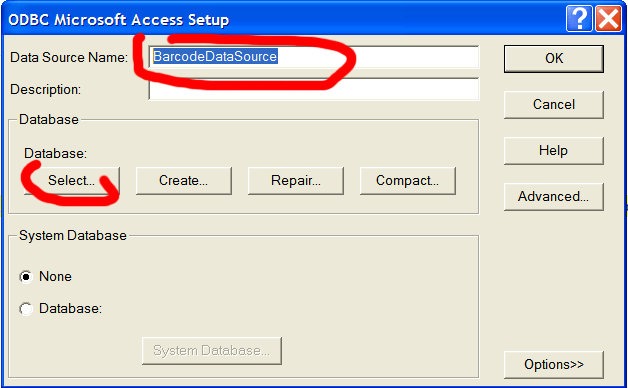 ODBC Microsoft Access Setup
Data Source Name: BarcodeDataSource
OK
Description:
Cancel
Database
Help
Database:
Select... Create... Repair... Compact...
Advanced...
System Database
None
Database:
System Database...
Options>>